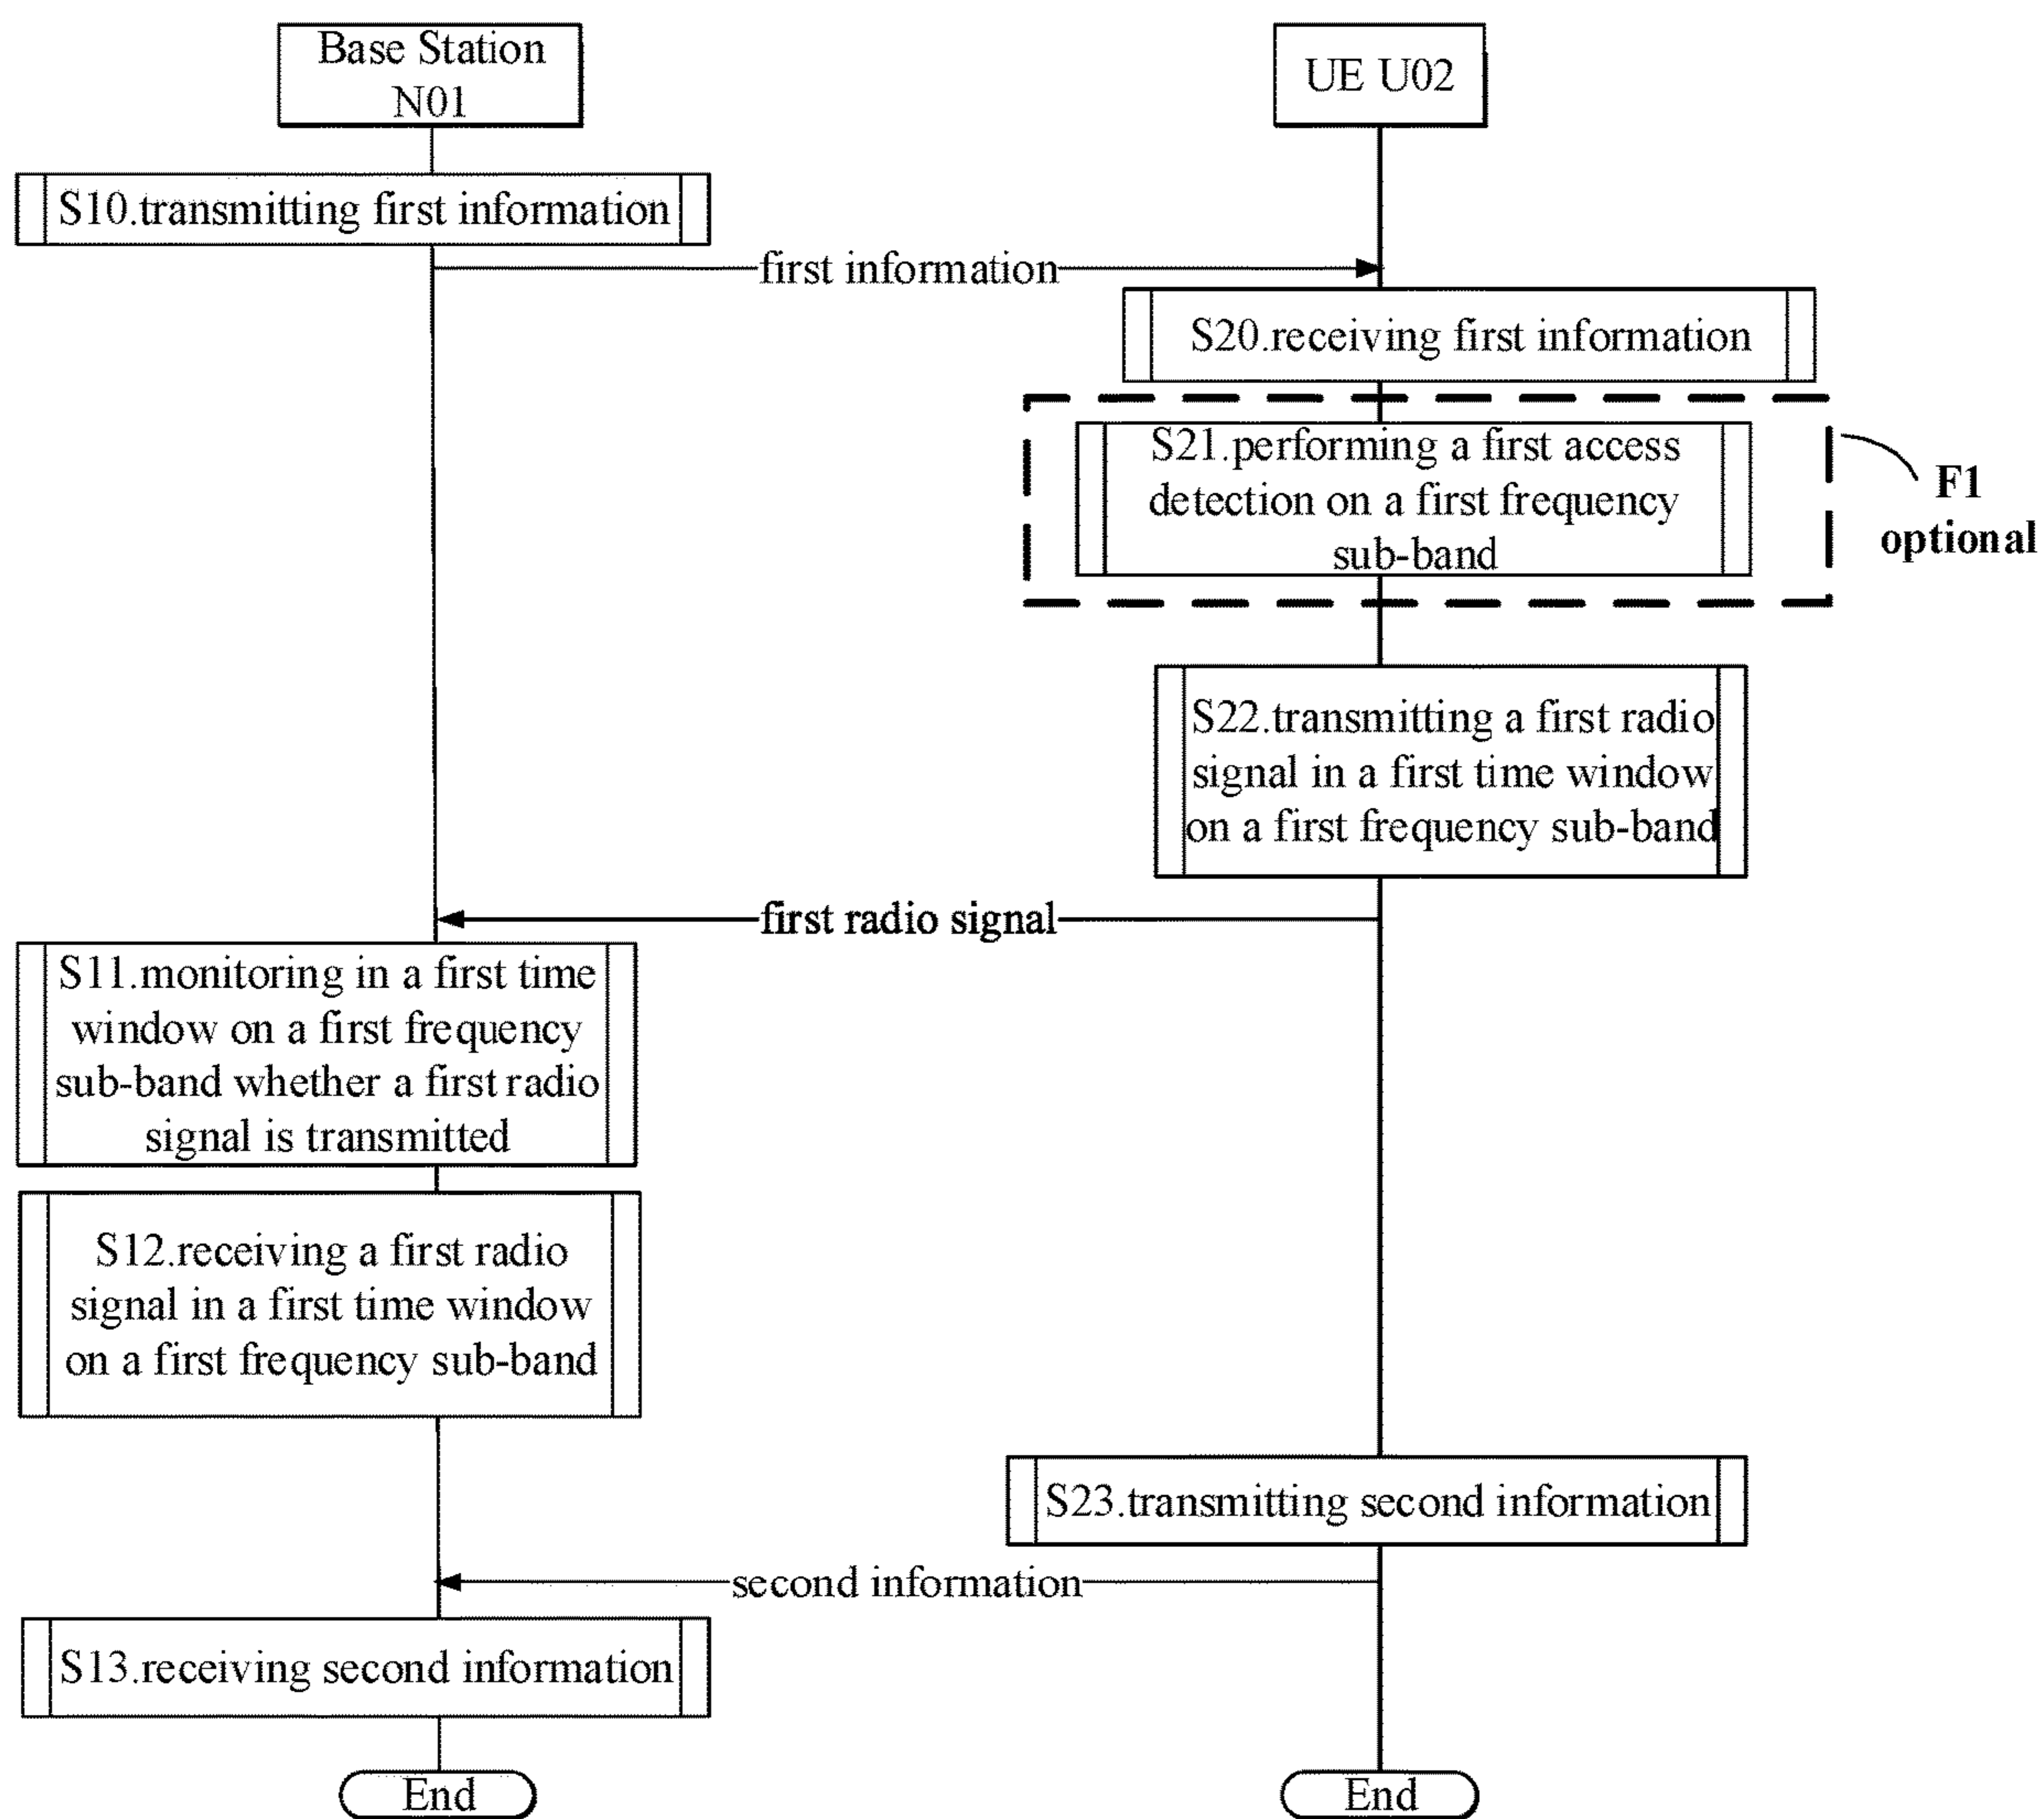 Base Station
N01
UE U02
S10.transmitting first information
first information
S20.receiving first information
S21.performing a first access
detection on a first frequency
sub-band
F1
optional
S22.transmitting a first radio
signal in a first time window
on a first frequency sub-band
first radio signal
S11.monitoring in a first time
window on a first frequency
sub-band whether a first radio
signal is transmitted
S12.receiving a first radio
signal in a first time window
on a first frequency sub-band
S23.transmitting second information
second information
S13.receiving second information
End
End